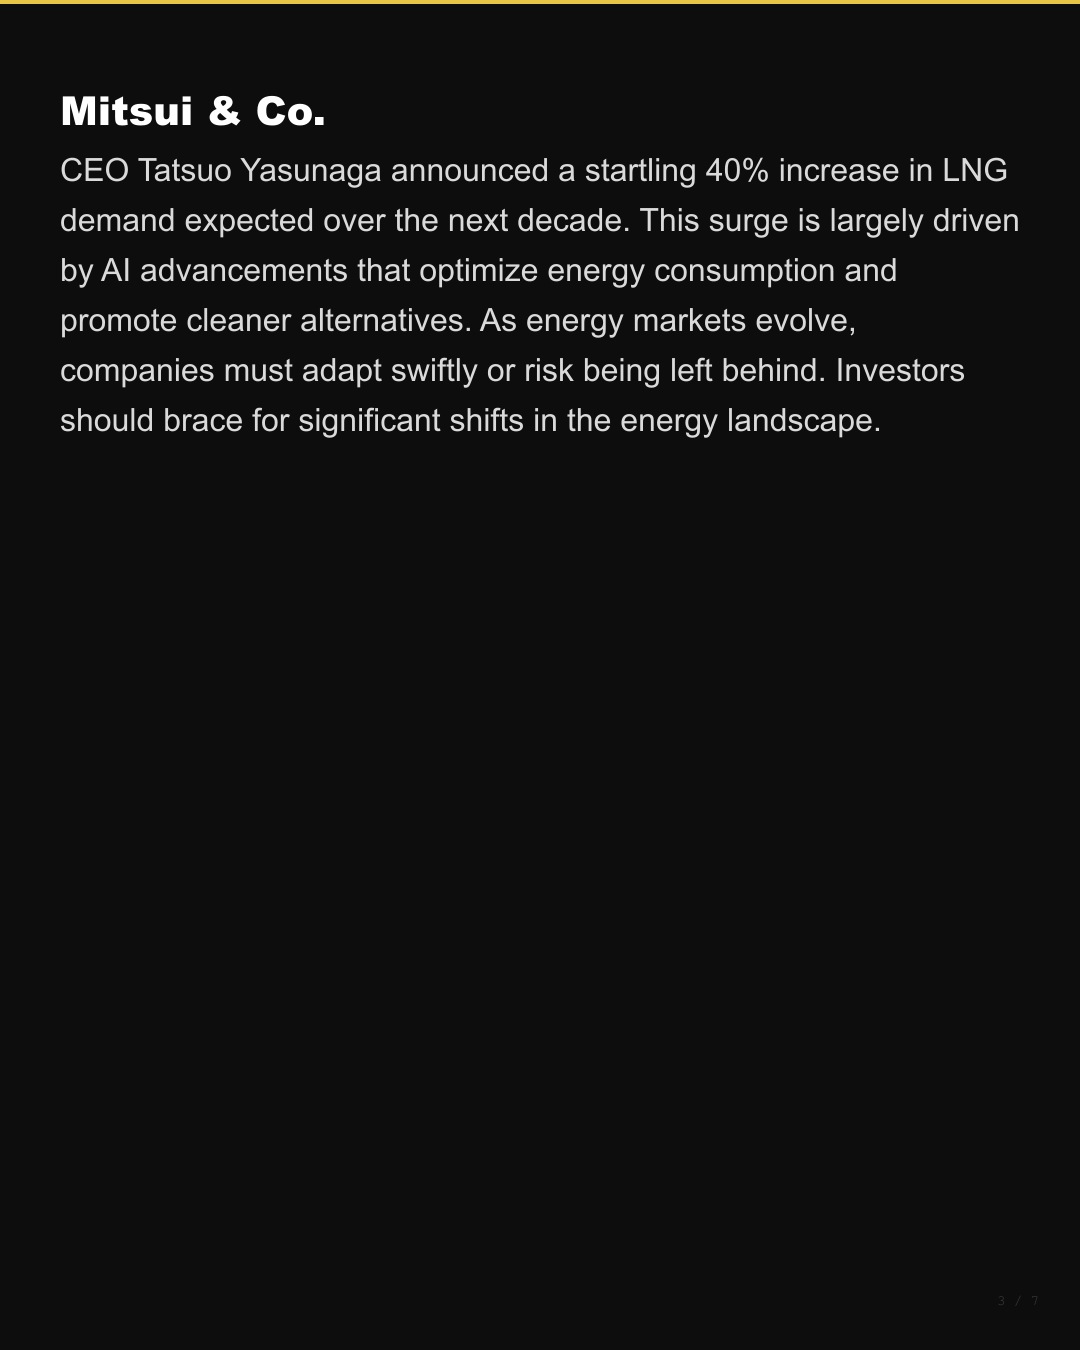 Mitsui & Co.
CEO Tatsuo Yasunaga announced a startling 40% increase in LNG
demand expected over the next decade. This surge is largely driven
by AI advancements that optimize energy consumption and
promote cleaner alternatives. As energy markets evolve,
companies must adapt swiftly or risk being left behind. Investors
should brace for significant shifts in the energy landscape.
3 / 7